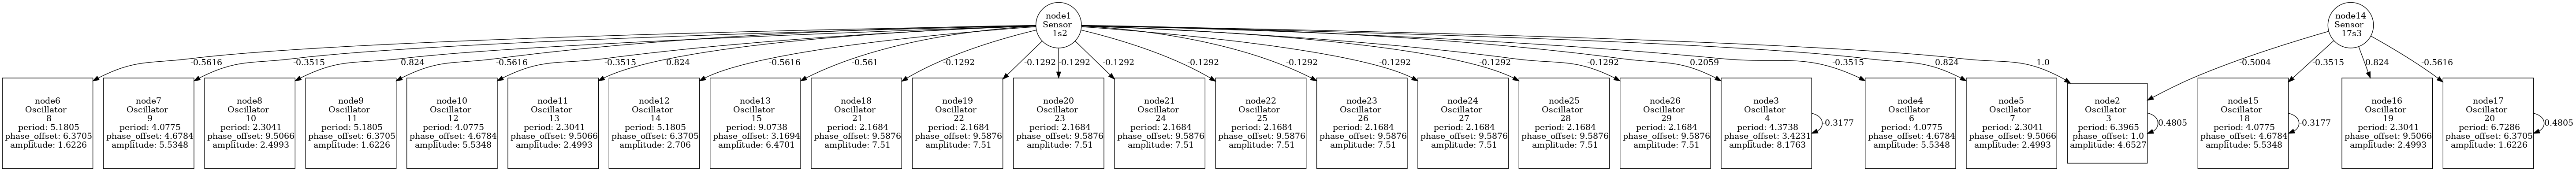 node1
Sensor
1s2
node14
Sensor
17s3
-0.5616
-0.3515
0.824
-0.5616
-0.3515
0.824
-0.5616
-0.561
-0.1292
-0.1292
-0.1292
-0.1292
-0.1292
-0.1292
-0.1292
-0.1292
-0.1292
0.2059
-0.3515
0.824
1.0
-0.5004
-0.3515
0.824
-0.5616
node6
Oscillator
8
period: 5.1805
phase_offset: 6.3705
amplitude: 1.6226
node7
Oscillator
9
period: 4.0775
phase_offset: 4.6784
amplitude: 5.5348
node8
Oscillator
10
period: 2.3041
phase_offset: 9.5066
amplitude: 2.4993
node9
Oscillator
11
period: 5.1805
phase_offset: 6.3705
amplitude: 1.6226
node10
Oscillator
12
period: 4.0775
phase_offset: 4.6784
amplitude: 5.5348
node11
Oscillator
13
period: 2.3041
phase_offset: 9.5066
amplitude: 2.4993
node12
Oscillator
14
period: 5.1805
phase_offset: 6.3705
amplitude: 2.706
node13
Oscillator
15
period: 9.0738
phase_offset: 3.1694
amplitude: 6.4701
node18
Oscillator
21
period: 2.1684
phase_offset: 9.5876
amplitude: 7.51
node19
Oscillator
22
period: 2.1684
phase_offset: 9.5876
amplitude: 7.51
node20
Oscillator
23
period: 2.1684
phase_offset: 9.5876
amplitude: 7.51
node21
Oscillator
24
period: 2.1684
phase_offset: 9.5876
amplitude: 7.51
node22
Oscillator
25
period: 2.1684
phase_offset: 9.5876
amplitude: 7.51
node23
Oscillator
26
period: 2.1684
phase_offset: 9.5876
amplitude: 7.51
node24
Oscillator
27
period: 2.1684
phase_offset: 9.5876
amplitude: 7.51
node25
Oscillator
28
period: 2.1684
phase_offset: 9.5876
amplitude: 7.51
node26
Oscillator
29
period: 2.1684
phase_offset: 9.5876
amplitude: 7.51
node3
Oscillator
4
period: 4.3738
phase_offset: 3.4231
amplitude: 8.1763
-0.3177
node4
Oscillator
6
period: 4.0775
phase_offset: 4.6784
amplitude: 5.5348
node5
Oscillator
7
period: 2.3041
phase_offset: 9.5066
amplitude: 2.4993
node2
Oscillator
3
period: 6.3965
phase_offset: 1.0
amplitude: 4.6527
0.4805
node15
Oscillator
18
period: 4.0775
phase_offset: 4.6784
amplitude: 5.5348
-0.3177
node16
Oscillator
19
period: 2.3041
phase_offset: 9.5066
amplitude: 2.4993
node17
Oscillator
20
period: 6.7286
phase_offset: 6.3705
amplitude: 1.6226
0.4805